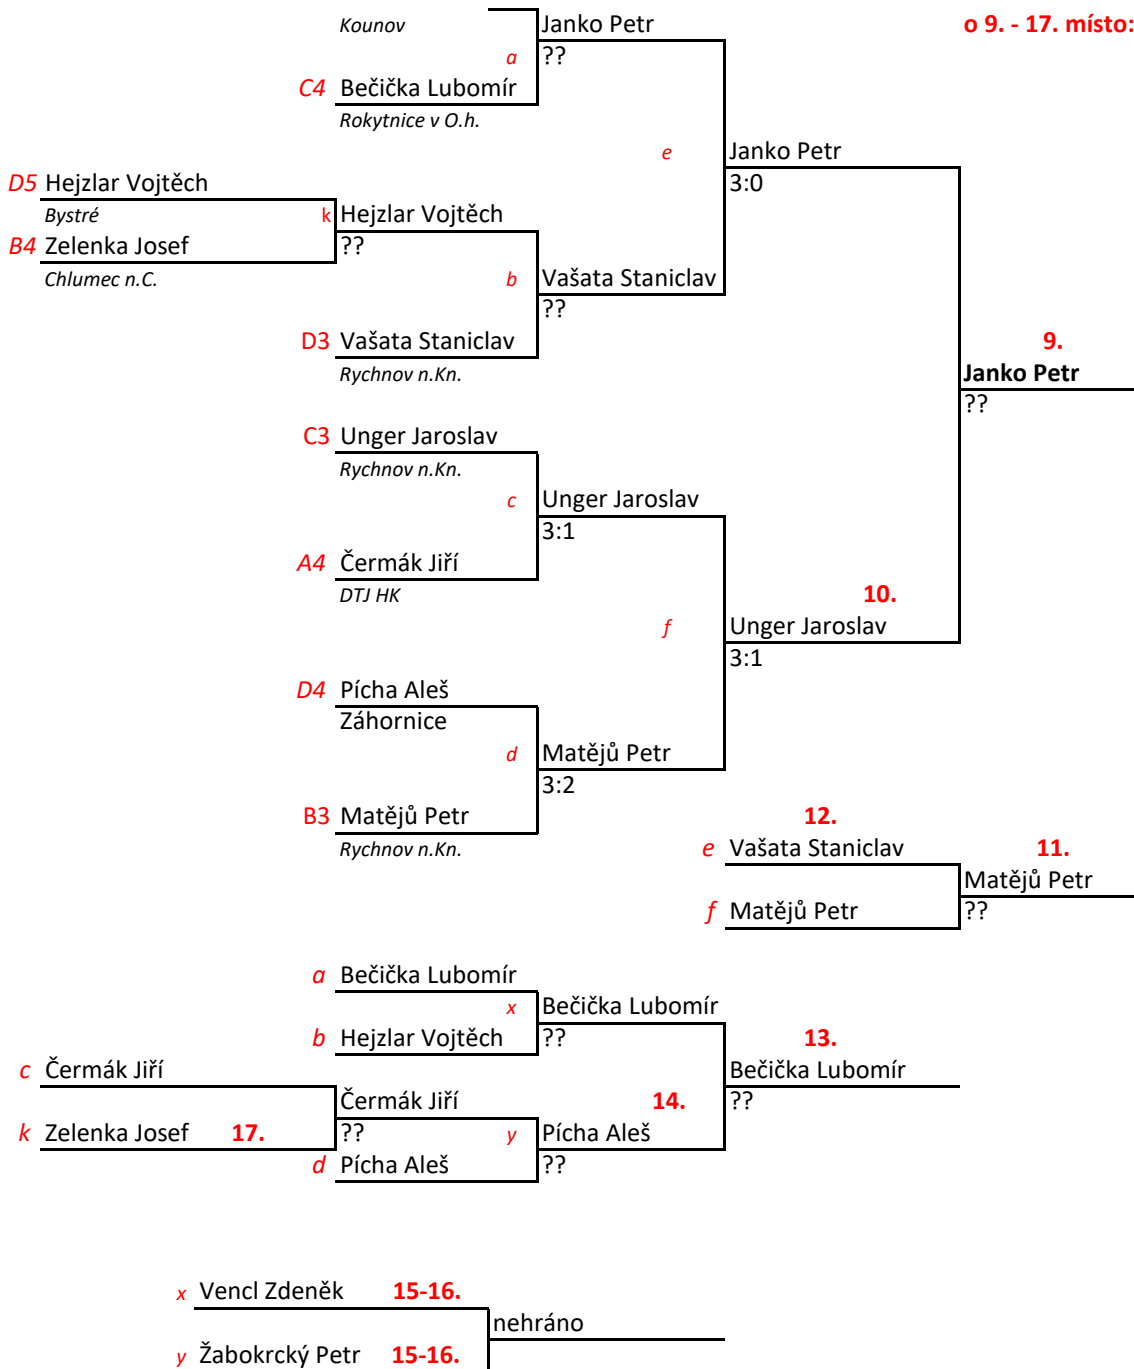 Kounov
Janko Petr
o 9. - 17. místo:
a
??
C4 Bečička Lubomír
Rokytnice v O.h.
e
Janko Petr
D5 Hejzlar Vojtěch
3:0
Bystré
k
Hejzlar Vojtěch
B4 Zelenka Josef
??
Chlumec n.C.
b
Vašata Staniclav
??
D3 Vašata Staniclav
9.
Rychnov n.Kn.
Janko Petr
??
C3 Unger Jaroslav
Rychnov n.Kn.
c
Unger Jaroslav
3:1
A4 Čermák Jiří
DTJ HK
10.
f
Unger Jaroslav
3:1
D4 Pícha Aleš
Záhornice
d
Matějů Petr
3:2
B3 Matějů Petr
12.
Rychnov n.Kn.
e Vašata Staniclav
11.
Matějů Petr
f Matějů Petr
??
a Bečička Lubomír
x
Bečička Lubomír
b Hejzlar Vojtěch
??
13.
c Čermák Jiří
Bečička Lubomír
Čermák Jiří
14.
??
k Zelenka Josef 17.
??
y
Pícha Aleš
d Pícha Aleš
??
x Vencl Zdeněk 15-16.
nehráno
y Žabokrcký Petr 15-16.